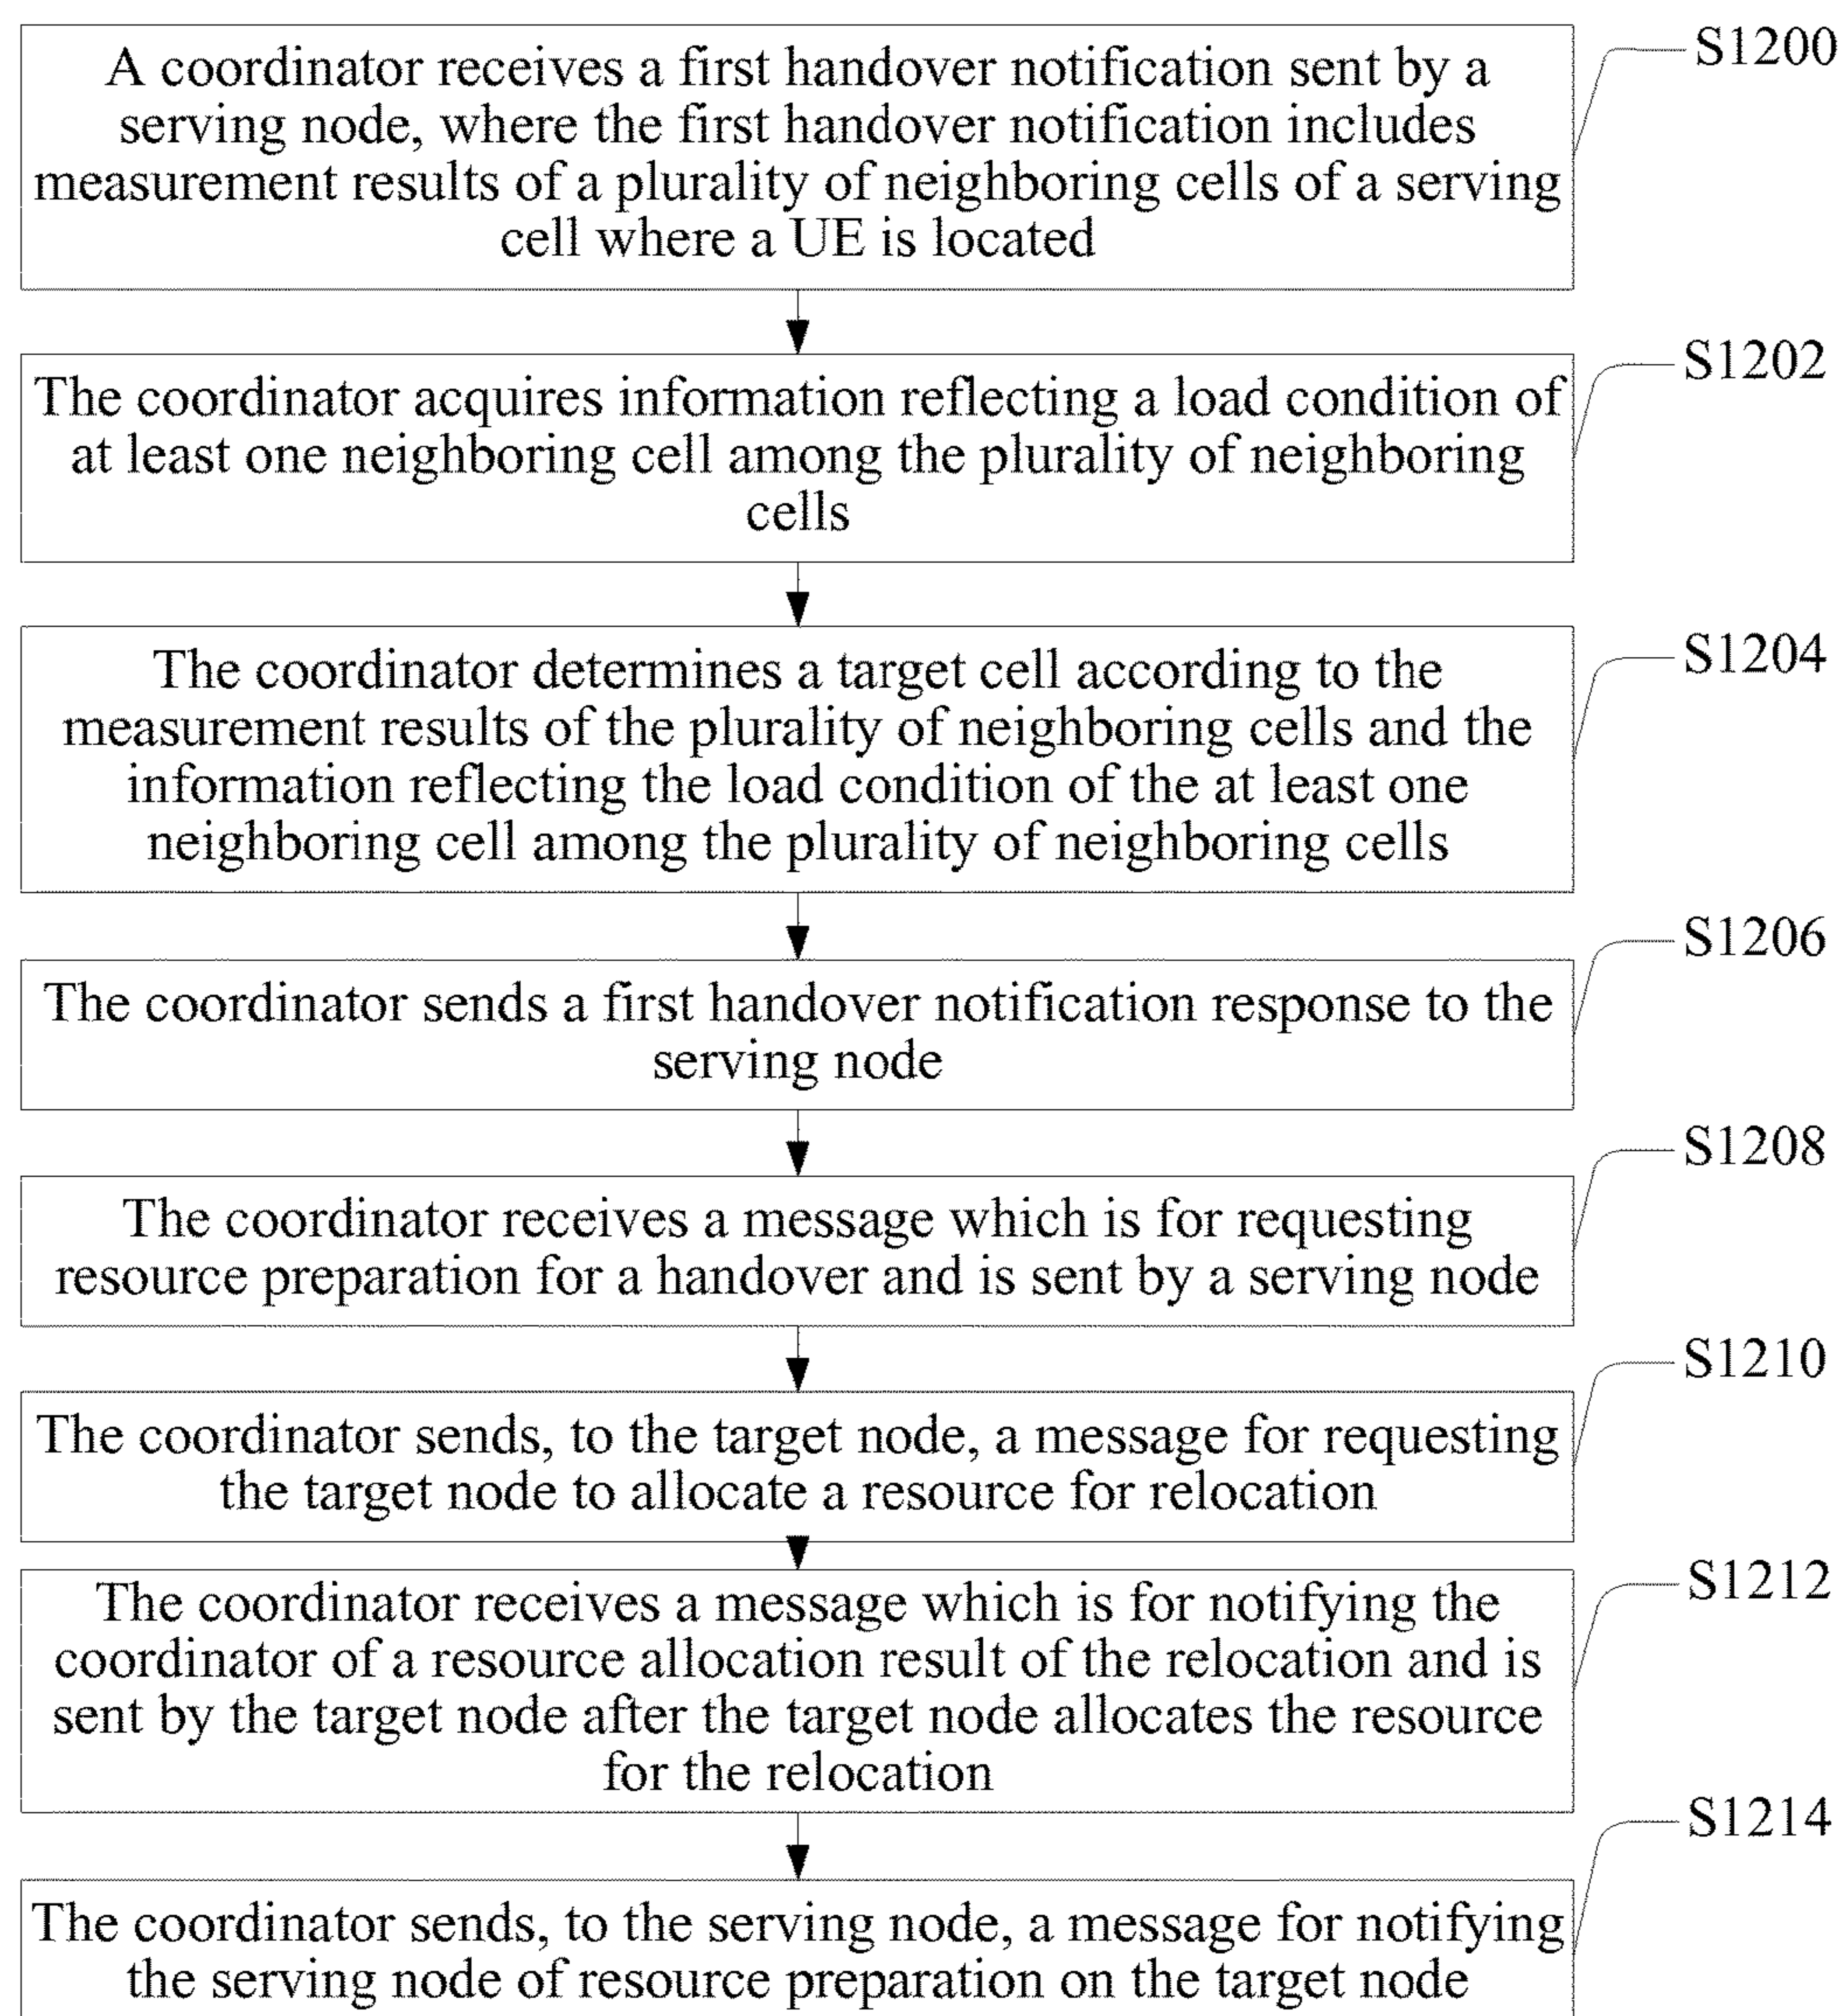 A coordinator receives a first handover notification sent by a
serving node, where the first handover notification includes
measurement results of a plurality of neighboring cells of a serving
cell where a UE is located
S1200
The coordinator acquires information reflecting a load condition of
at least one neighboring cell among the plurality of neighboring
cells
S1202
The coordinator determines a target cell according to the
measurement results of the plurality of neighboring cells and the
information reflecting the load condition of the at least one
neighboring cell among the plurality of neighboring cells
S1204
The coordinator sends a first handover notification response to the
serving node
S1206
The coordinator receives a message which is for requesting
resource preparation for a handover and is sent by a serving node
S1208
The coordinator sends, to the target node, a message for requesting
the target node to allocate a resource for relocation
S1210
The coordinator receives a message which is for notifying the
coordinator of a resource allocation result of the relocation and is
sent by the target node after the target node allocates the resource
for the relocation
S1212
The coordinator sends, to the serving node, a message for notifying
the serving node of resource preparation on the target node
S1214